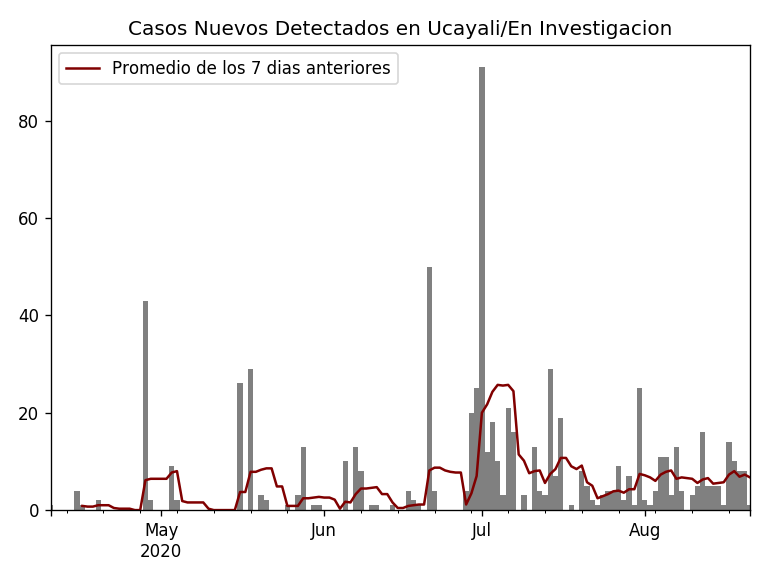 Casos Nuevos Detectados en Ucayali/En Investigacion
Promedio de los 7 dias anteriores
80
60
40
20
0
May Jun Jul Aug
2020